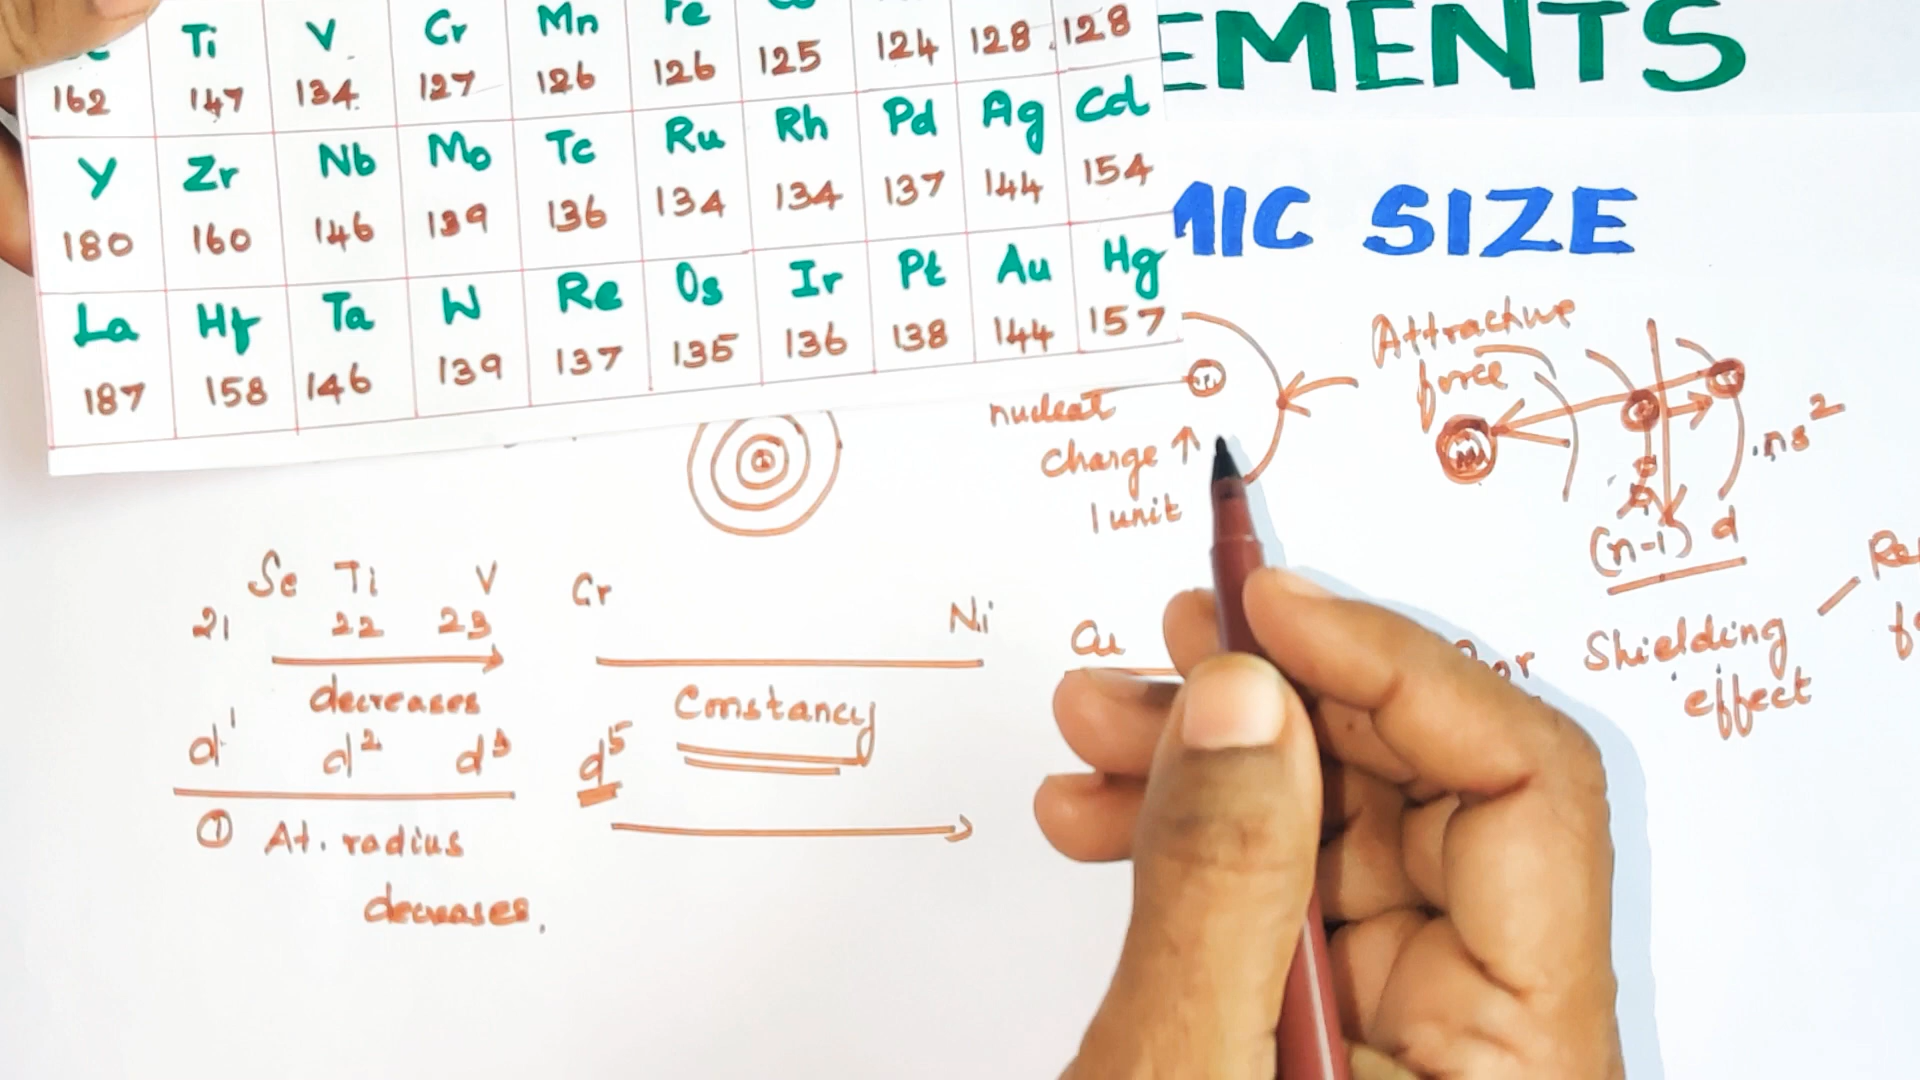 Ti V Cr Mn Fe
162 147 134 127 126 126 125 124 128 128
Y Zr Nb Mo Tc Ru Rh Pd Ag Cd
180 160 146 139 136 134 134 137 144 154
La Hf Ta W Re Os Ir Pt Au Hg
187 158 146 139 137 135 136 138 144 157
EMENTS
MIC SIZE
Attractive
force
nuclear
charge ↑
1 unit
ns²
(n-1) d
Shielding
effect
Sc Ti V Cr Ni Cu
21 22 23
decreases
Constancy
d¹ d² d³ d⁵
① At. radius
decreases.